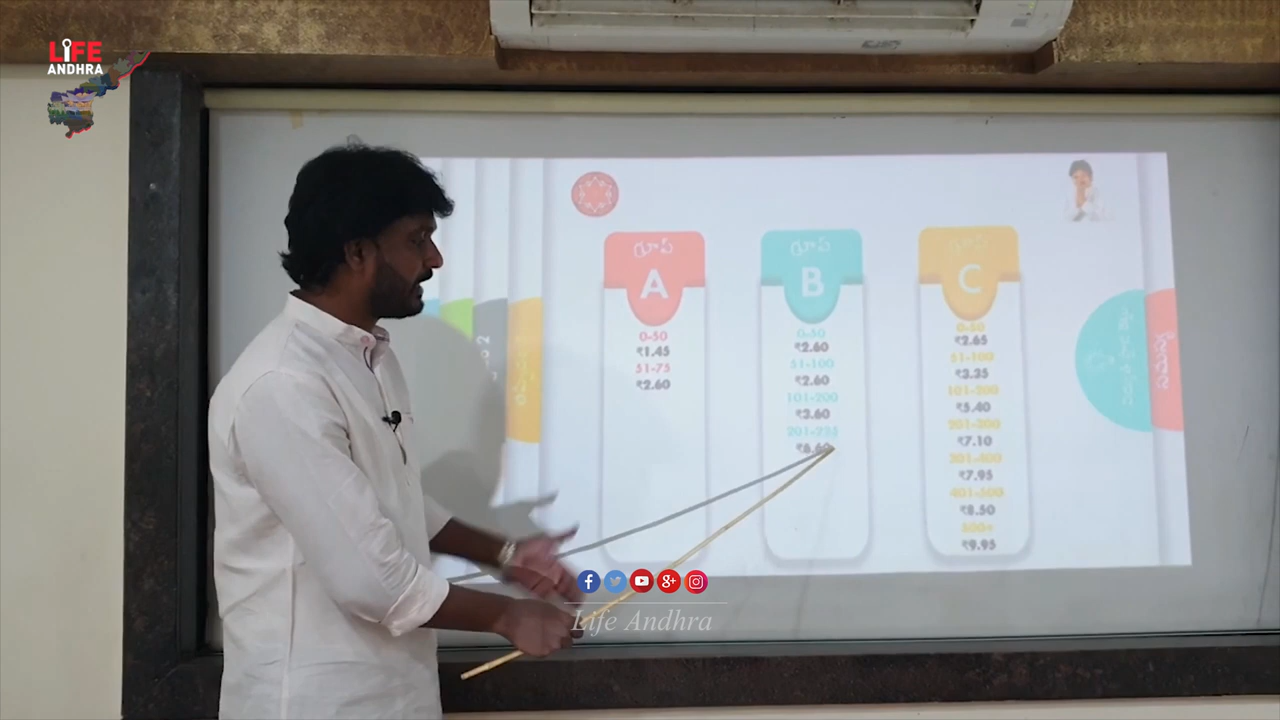 LiFE
ANDHRA
గ్రూప్
A
0-50
₹1.45
51-75
₹2.60
గ్రూప్
B
0-50
₹2.60
51-100
₹2.60
101-200
₹3.60
201-225
గ్రూప్
C
0-50
₹2.65
51-100
₹3.35
101-200
₹5.40
201-300
₹7.10
301-400
₹7.95
401-500
₹8.50
500+
₹9.95
Life Andhra